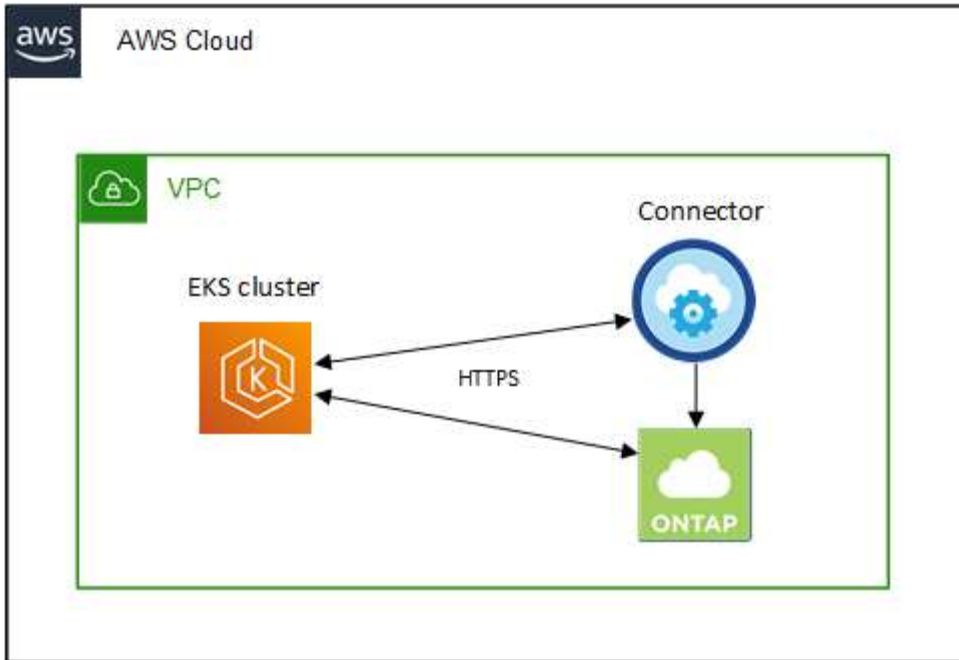 aws
AWS Cloud
VPC
Connector
EKS cluster
K
HTTPS
ONTAP